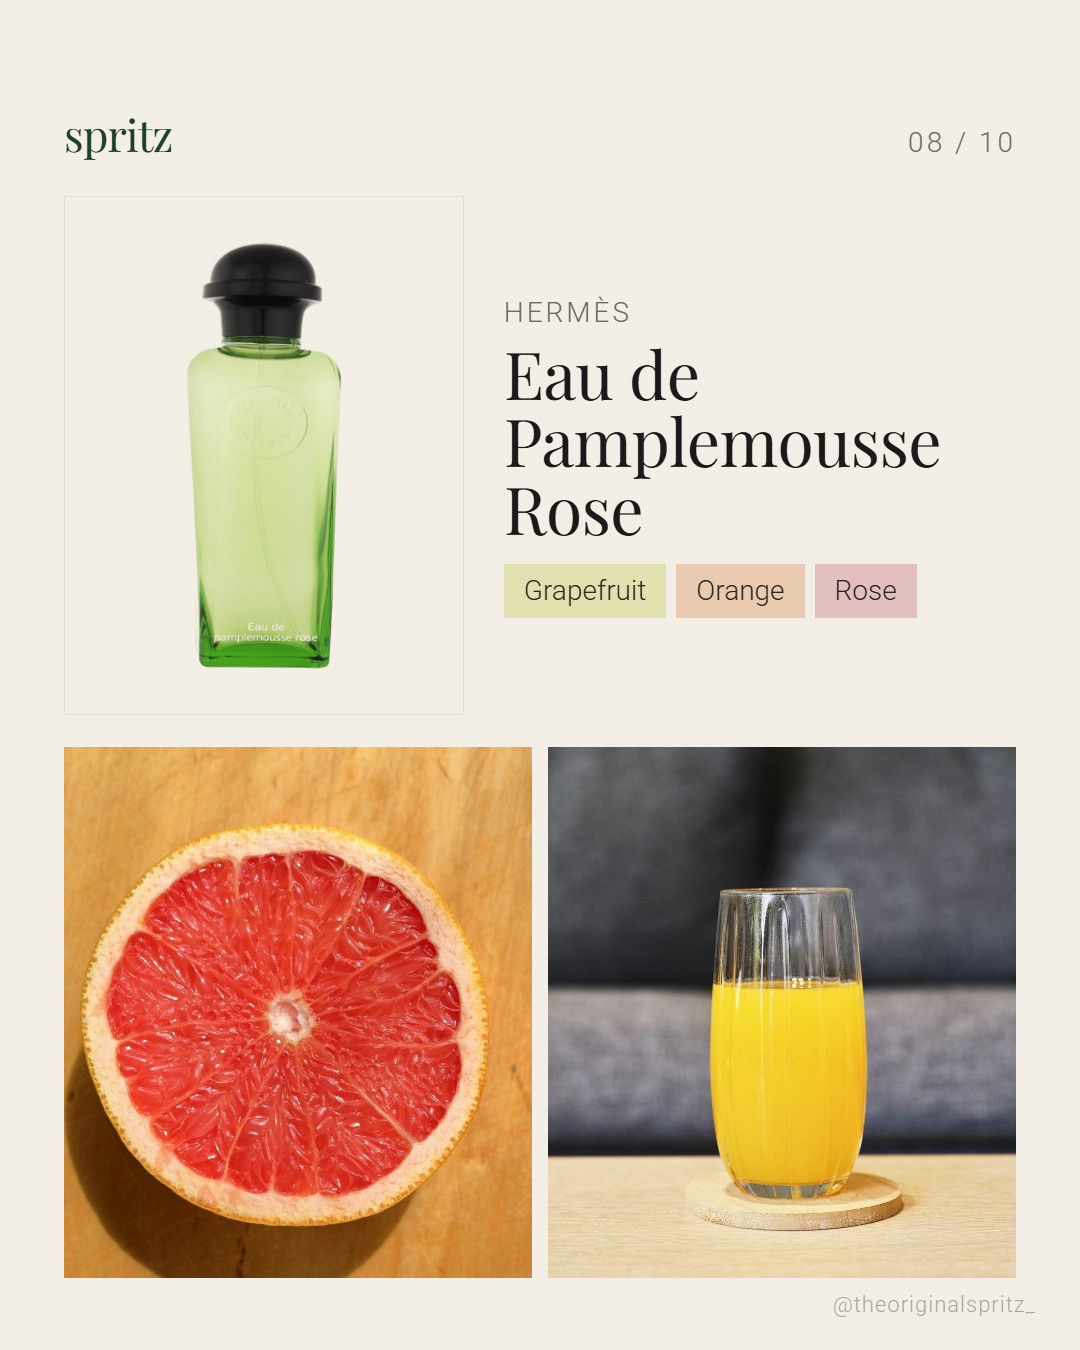 spritz
08 / 10
HERMÈS
Eau de
Pamplemousse
Rose
Grapefruit
Orange
Rose
Eau de
pamplemousse rose
@theoriginalspritz_